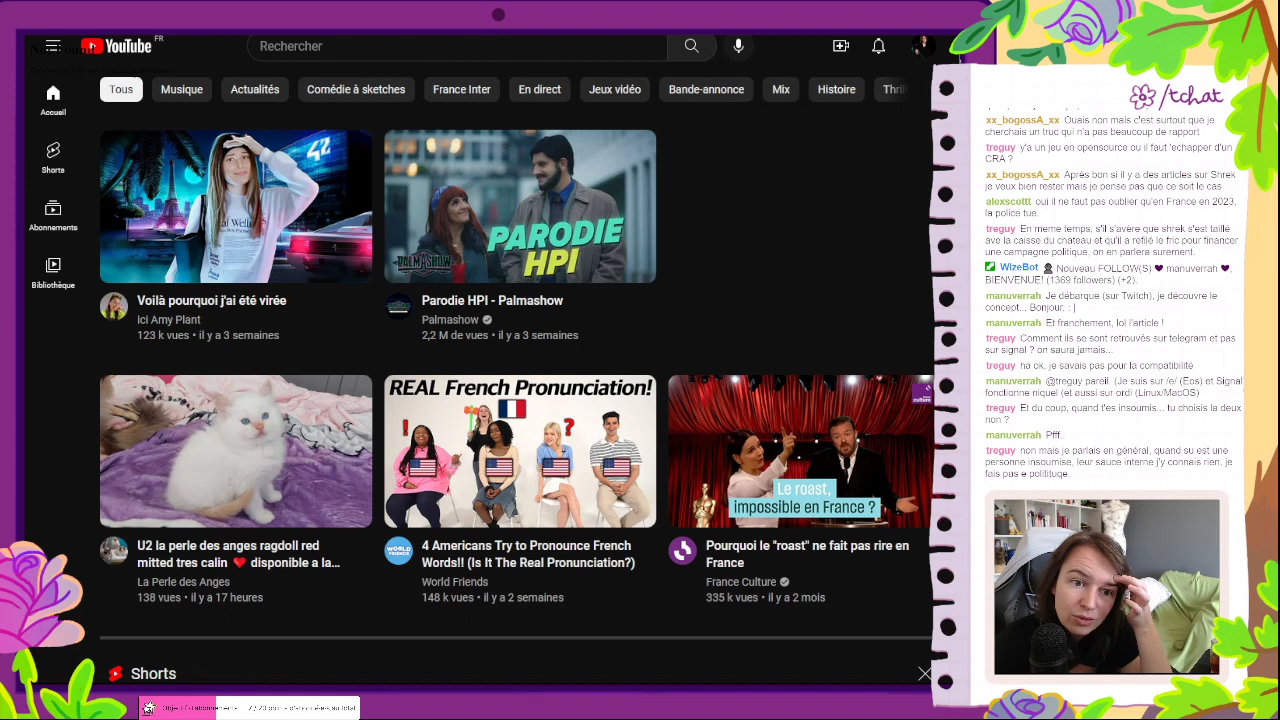 YouTube FR
Rechercher
Tous
Musique
Actualités
Comédie à sketches
France Inter
En direct
Jeux vidéo
Bande-annonce
Mix
Histoire
Accueil
Shorts
Abonnements
Bibliothèque
42
PARODIE
HPI
PALMASHOW
Voilà pourquoi j'ai été virée
ici Amy Plant
123 k vues • il y a 3 semaines
Parodie HPI - Palmashow
Palmashow
2,2 M de vues • il y a 3 semaines
REAL French Pronunciation!
! ?
culture
Le roast,
impossible en France ?
U2 la perle des anges ragdoll red
mitted tres calin ❤️ disponible a la...
La Perle des Anges
138 vues • il y a 17 heures
WORLD
FRIENDS
4 Americans Try to Pronounce French
Words!! (Is It The Real Pronunciation?)
World Friends
148 k vues • il y a 2 semaines
Pourquoi le "roast" ne fait pas rire en
France
France Culture
335 k vues • il y a 2 mois
Shorts
/tchat
xx_bogossA_xx Ouais non mais c'est surtout que je
cherchais un truc qui n'a pas beaucoup de rapport
treguy y'a un jeu en opensource ou il faut 'echapper d'un
CRA ?
xx_bogossA_xx Après bon si il y a des articles sur Shrek
je veux bien rester mais je pense pas que ce soit le cas
alexscottt oui il ne faut pas oublier qu'en France en 2023,
la police tue.
treguy En meme temps, s'il s'avère que shrek s'est taillé
ave la caisse du chateau et qu'il a refilé le fric pour financer
une campagne politique, on en parlera surement.
WizeBot Nouveau FOLLOW(S) ♥ manuverrah ♥,
BIENVENUE! (1369 followers) (+2).
manuverrah Je débarque (sur Twitch), je découvre le
concept... Bonjour. : ]
manuverrah Et franchement, lol l'article !
treguy Comment ils se sont retrouvés sur telegram et pas
sur signal ? on saura jamais...
treguy ha ok, je savais pas pour la compatibilité
manuverrah @treguy pareil. (Je suis sur /e/ (Eos) et Signal
fonctionne niquel (et aussi sur ordi (Linux/MacOS)
treguy Et du coup, quand t'es insoumis... tu choisis la deux
non ?
manuverrah Pfff..
treguy non mais je parlais en général, quand su est une
personne insoumise, leur sauce interne j'y connais rien, je
fais pas e polititiuqe.